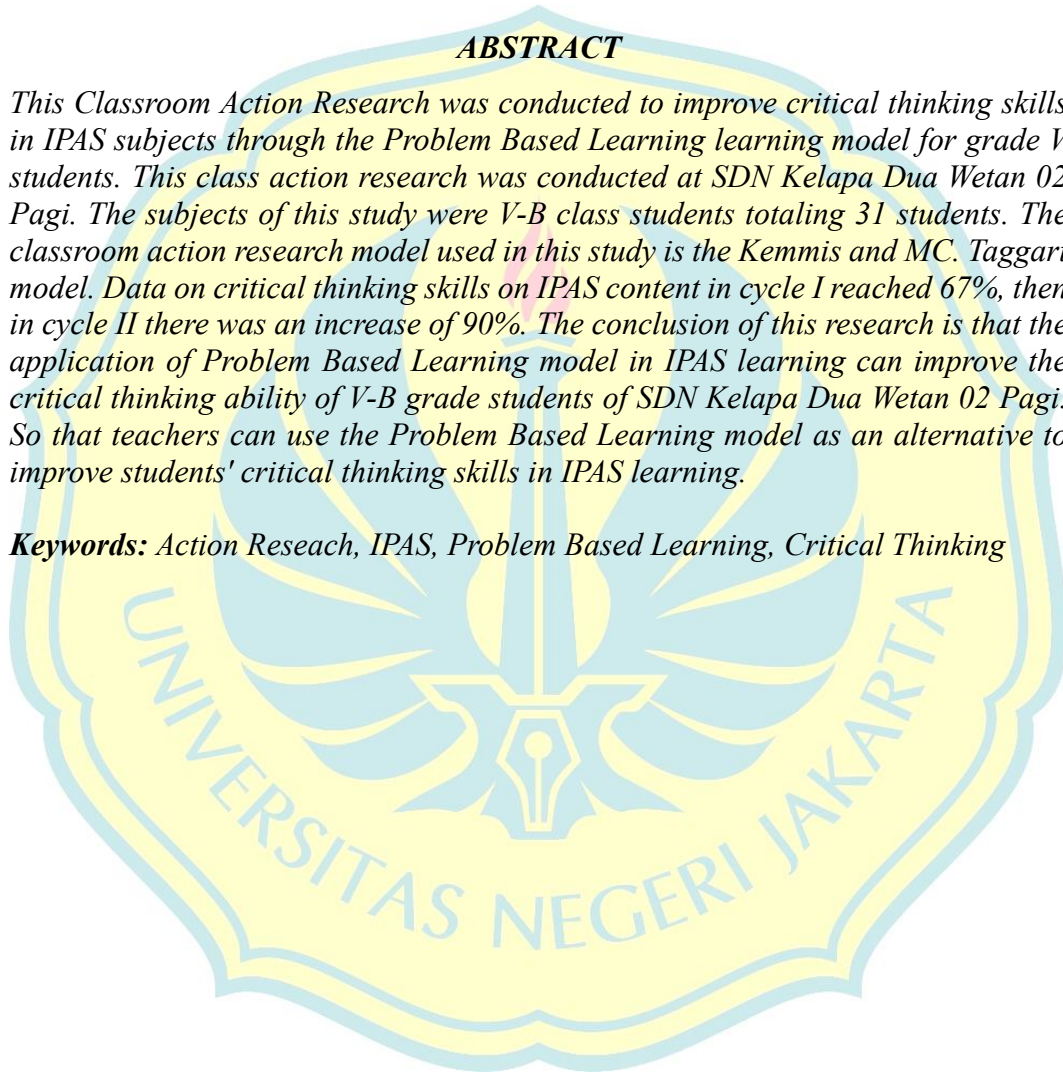 ABSTRACT
This Classroom Action Research was conducted to improve critical thinking skills
in IPAS subjects through the Problem Based Learning learning model for grade V
students. This class action research was conducted at SDN Kelapa Dua Wetan 02
Pagi. The subjects of this study were V-B class students totaling 31 students. The
classroom action research model used in this study is the Kemmis and MC. Taggart
model. Data on critical thinking skills on IPAS content in cycle I reached 67%, then
in cycle II there was an increase of 90%. The conclusion of this research is that the
application of Problem Based Learning model in IPAS learning can improve the
critical thinking ability of V-B grade students of SDN Kelapa Dua Wetan 02 Pagi.
So that teachers can use the Problem Based Learning model as an alternative to
improve students' critical thinking skills in IPAS learning.
Keywords: Action Reseach, IPAS, Problem Based Learning, Critical Thinking
UNIVERSITAS NEGERI JAKARTA